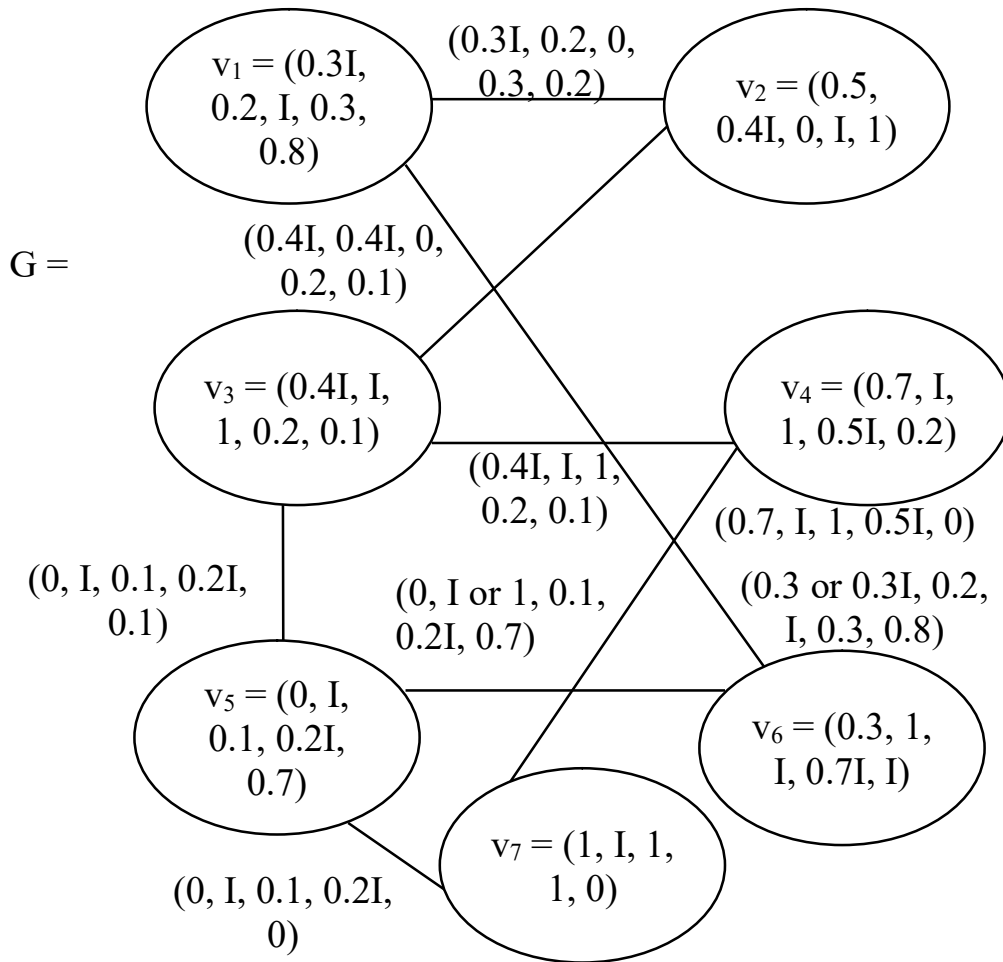 v₁ = (0.3I,
0.2, I, 0.3,
0.8)
(0.3I, 0.2, 0,
0.3, 0.2)
v₂ = (0.5,
0.4I, 0, I, 1)
(0.4I, 0.4I, 0,
0.2, 0.1)
G =
v₃ = (0.4I, I,
1, 0.2, 0.1)
v₄ = (0.7, I,
1, 0.5I, 0.2)
(0.4I, I, 1,
0.2, 0.1)
(0.7, I, 1, 0.5I, 0)
(0, I, 0.1, 0.2I,
0.1)
(0, I or 1, 0.1,
0.2I, 0.7)
(0.3 or 0.3I, 0.2,
I, 0.3, 0.8)
v₅ = (0, I,
0.1, 0.2I,
0.7)
v₆ = (0.3, 1,
I, 0.7I, I)
v₇ = (1, I, 1,
1, 0)
(0, I, 0.1, 0.2I,
0)